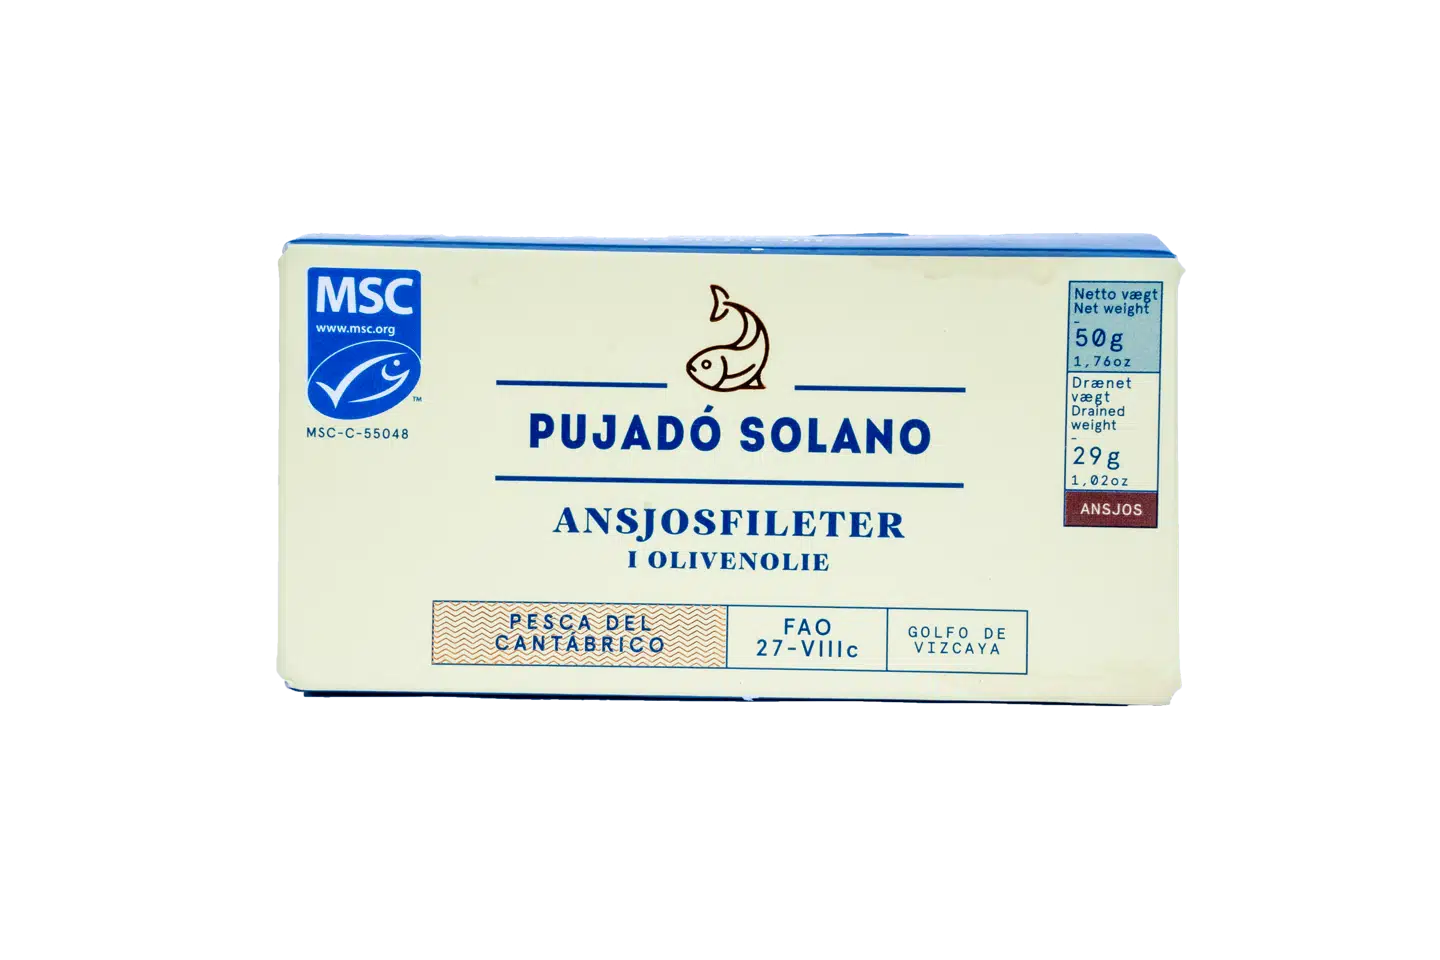 MSC
www.msc.org
TM
MSC-C-55048
PUJADÓ SOLANO
ANSJOSFILETER
I OLIVENOLIE
PESCA DEL
CANTÁBRICO
FAO
27-VIIIc
GOLFO DE
VIZCAYA
Netto vægt
Net weight
-
50g
1,76oz
Drænet
vægt
Drained
weight
-
29g
1,02oz
ANSJOS